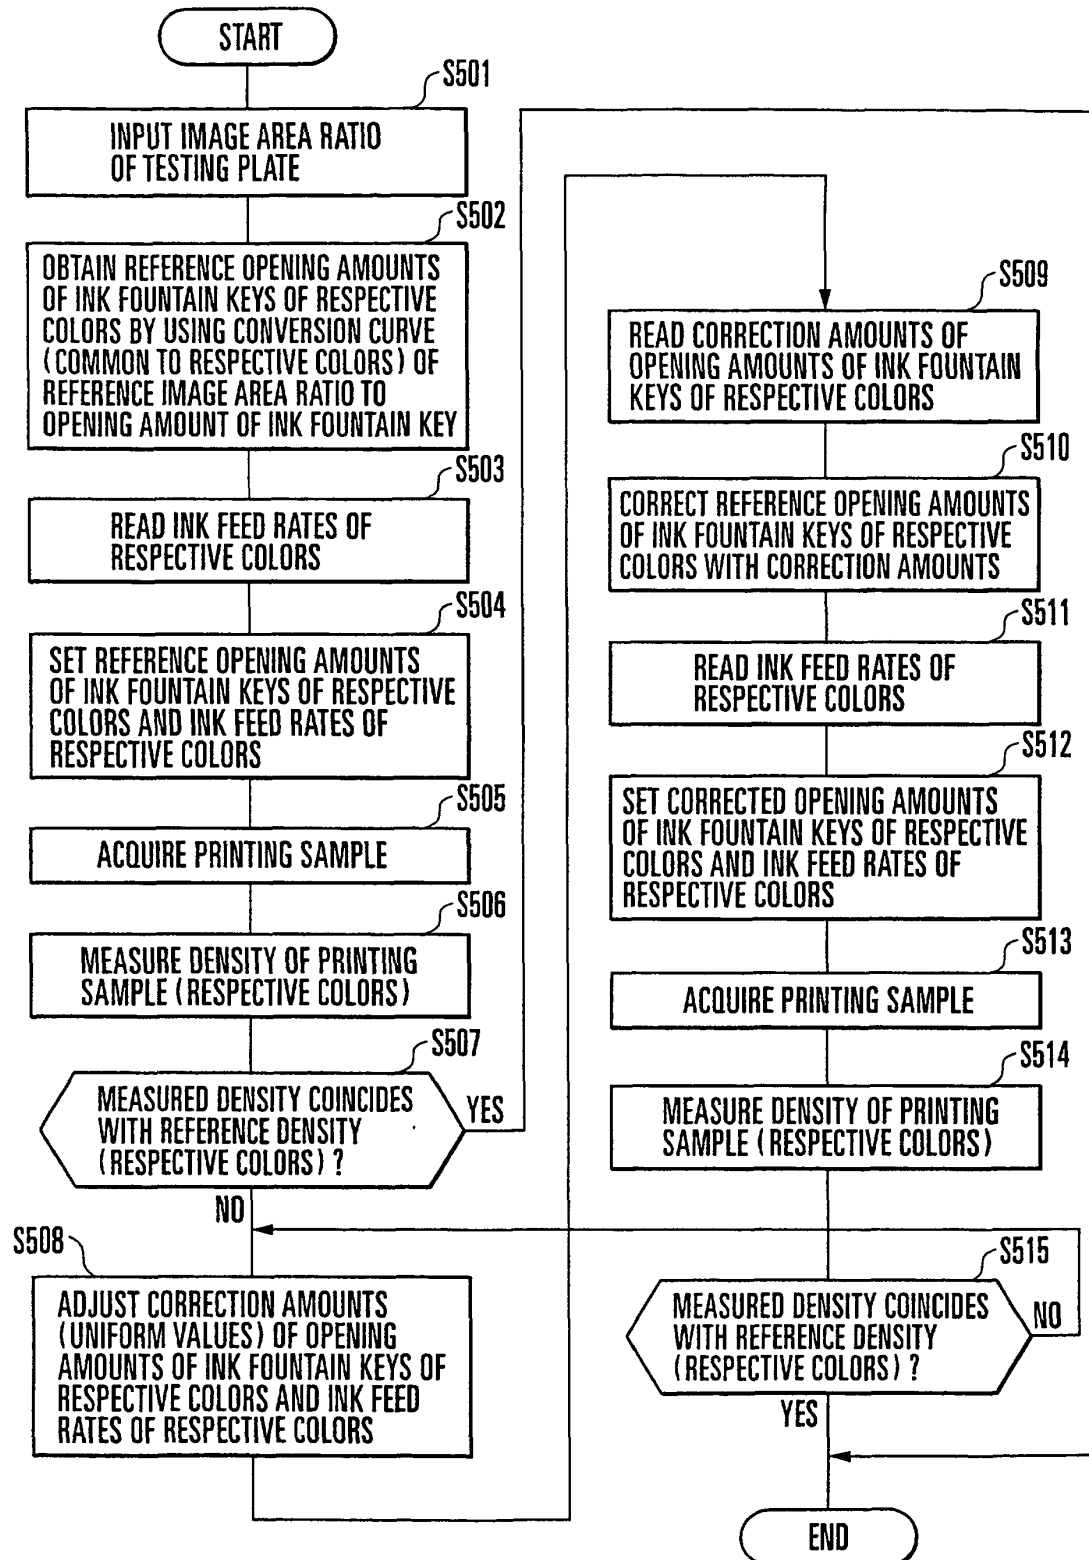 START
S501
INPUT IMAGE AREA RATIO
OF TESTING PLATE
S502
OBTAIN REFERENCE OPENING AMOUNTS
OF INK FOUNTAIN KEYS OF RESPECTIVE
COLORS BY USING CONVERSION CURVE
(COMMON TO RESPECTIVE COLORS) OF
REFERENCE IMAGE AREA RATIO TO
OPENING AMOUNT OF INK FOUNTAIN KEY
S503
READ INK FEED RATES OF
RESPECTIVE COLORS
S504
SET REFERENCE OPENING AMOUNTS
OF INK FOUNTAIN KEYS OF RESPECTIVE
COLORS AND INK FEED RATES OF
RESPECTIVE COLORS
S505
ACQUIRE PRINTING SAMPLE
S506
MEASURE DENSITY OF PRINTING
SAMPLE (RESPECTIVE COLORS)
S507
MEASURED DENSITY COINCIDES
WITH REFERENCE DENSITY
(RESPECTIVE COLORS) ?
YES
NO
S508
ADJUST CORRECTION AMOUNTS
(UNIFORM VALUES) OF OPENING
AMOUNTS OF INK FOUNTAIN KEYS OF
RESPECTIVE COLORS AND INK FEED
RATES OF RESPECTIVE COLORS
S509
READ CORRECTION AMOUNTS OF
OPENING AMOUNTS OF INK FOUNTAIN
KEYS OF RESPECTIVE COLORS
S510
CORRECT REFERENCE OPENING AMOUNTS
OF INK FOUNTAIN KEYS OF RESPECTIVE
COLORS WITH CORRECTION AMOUNTS
S511
READ INK FEED RATES OF
RESPECTIVE COLORS
S512
SET CORRECTED OPENING AMOUNTS
OF INK FOUNTAIN KEYS OF RESPECTIVE
COLORS AND INK FEED RATES OF
RESPECTIVE COLORS
S513
ACQUIRE PRINTING SAMPLE
S514
MEASURE DENSITY OF PRINTING
SAMPLE (RESPECTIVE COLORS)
S515
MEASURED DENSITY COINCIDES
WITH REFERENCE DENSITY
(RESPECTIVE COLORS) ?
NO
YES
END